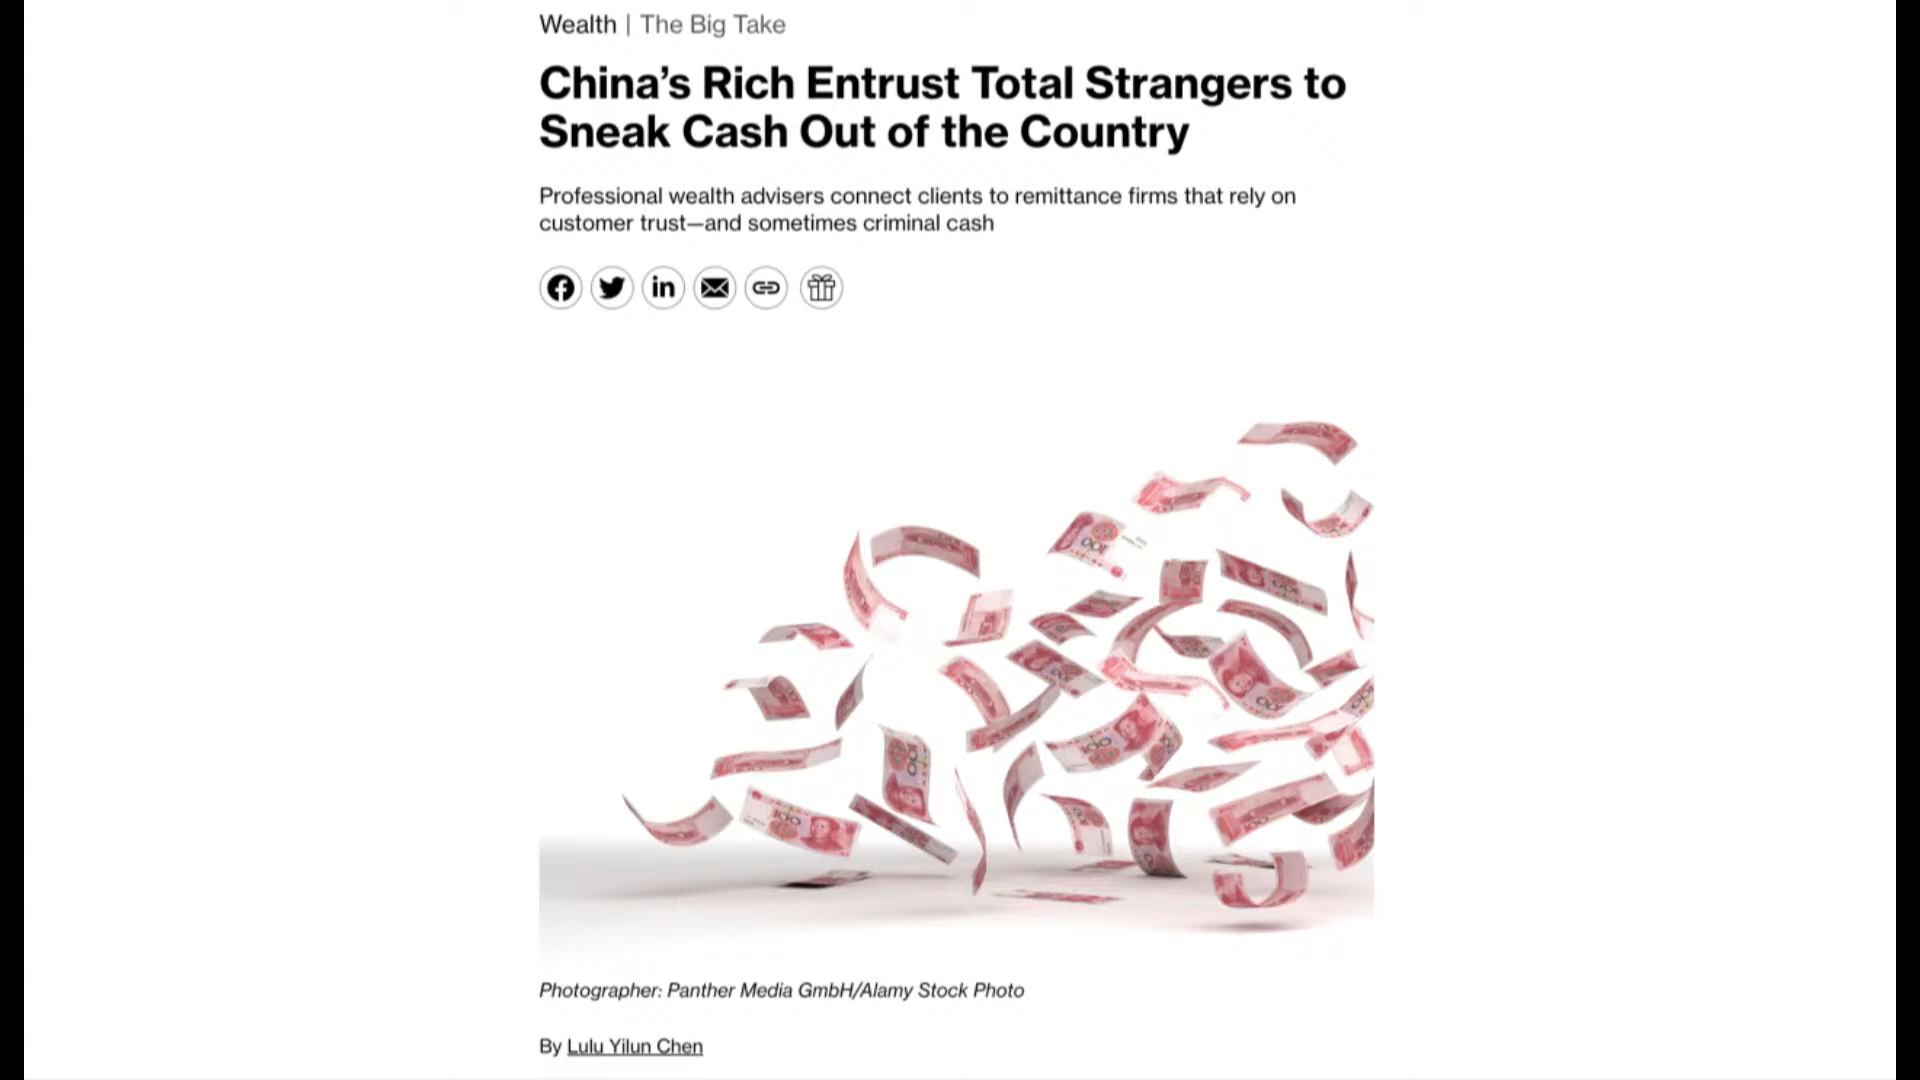 Wealth | The Big Take
China’s Rich Entrust Total Strangers to
Sneak Cash Out of the Country
Professional wealth advisers connect clients to remittance firms that rely on
customer trust—and sometimes criminal cash
Photographer: Panther Media GmbH/Alamy Stock Photo
By Lulu Yilun Chen